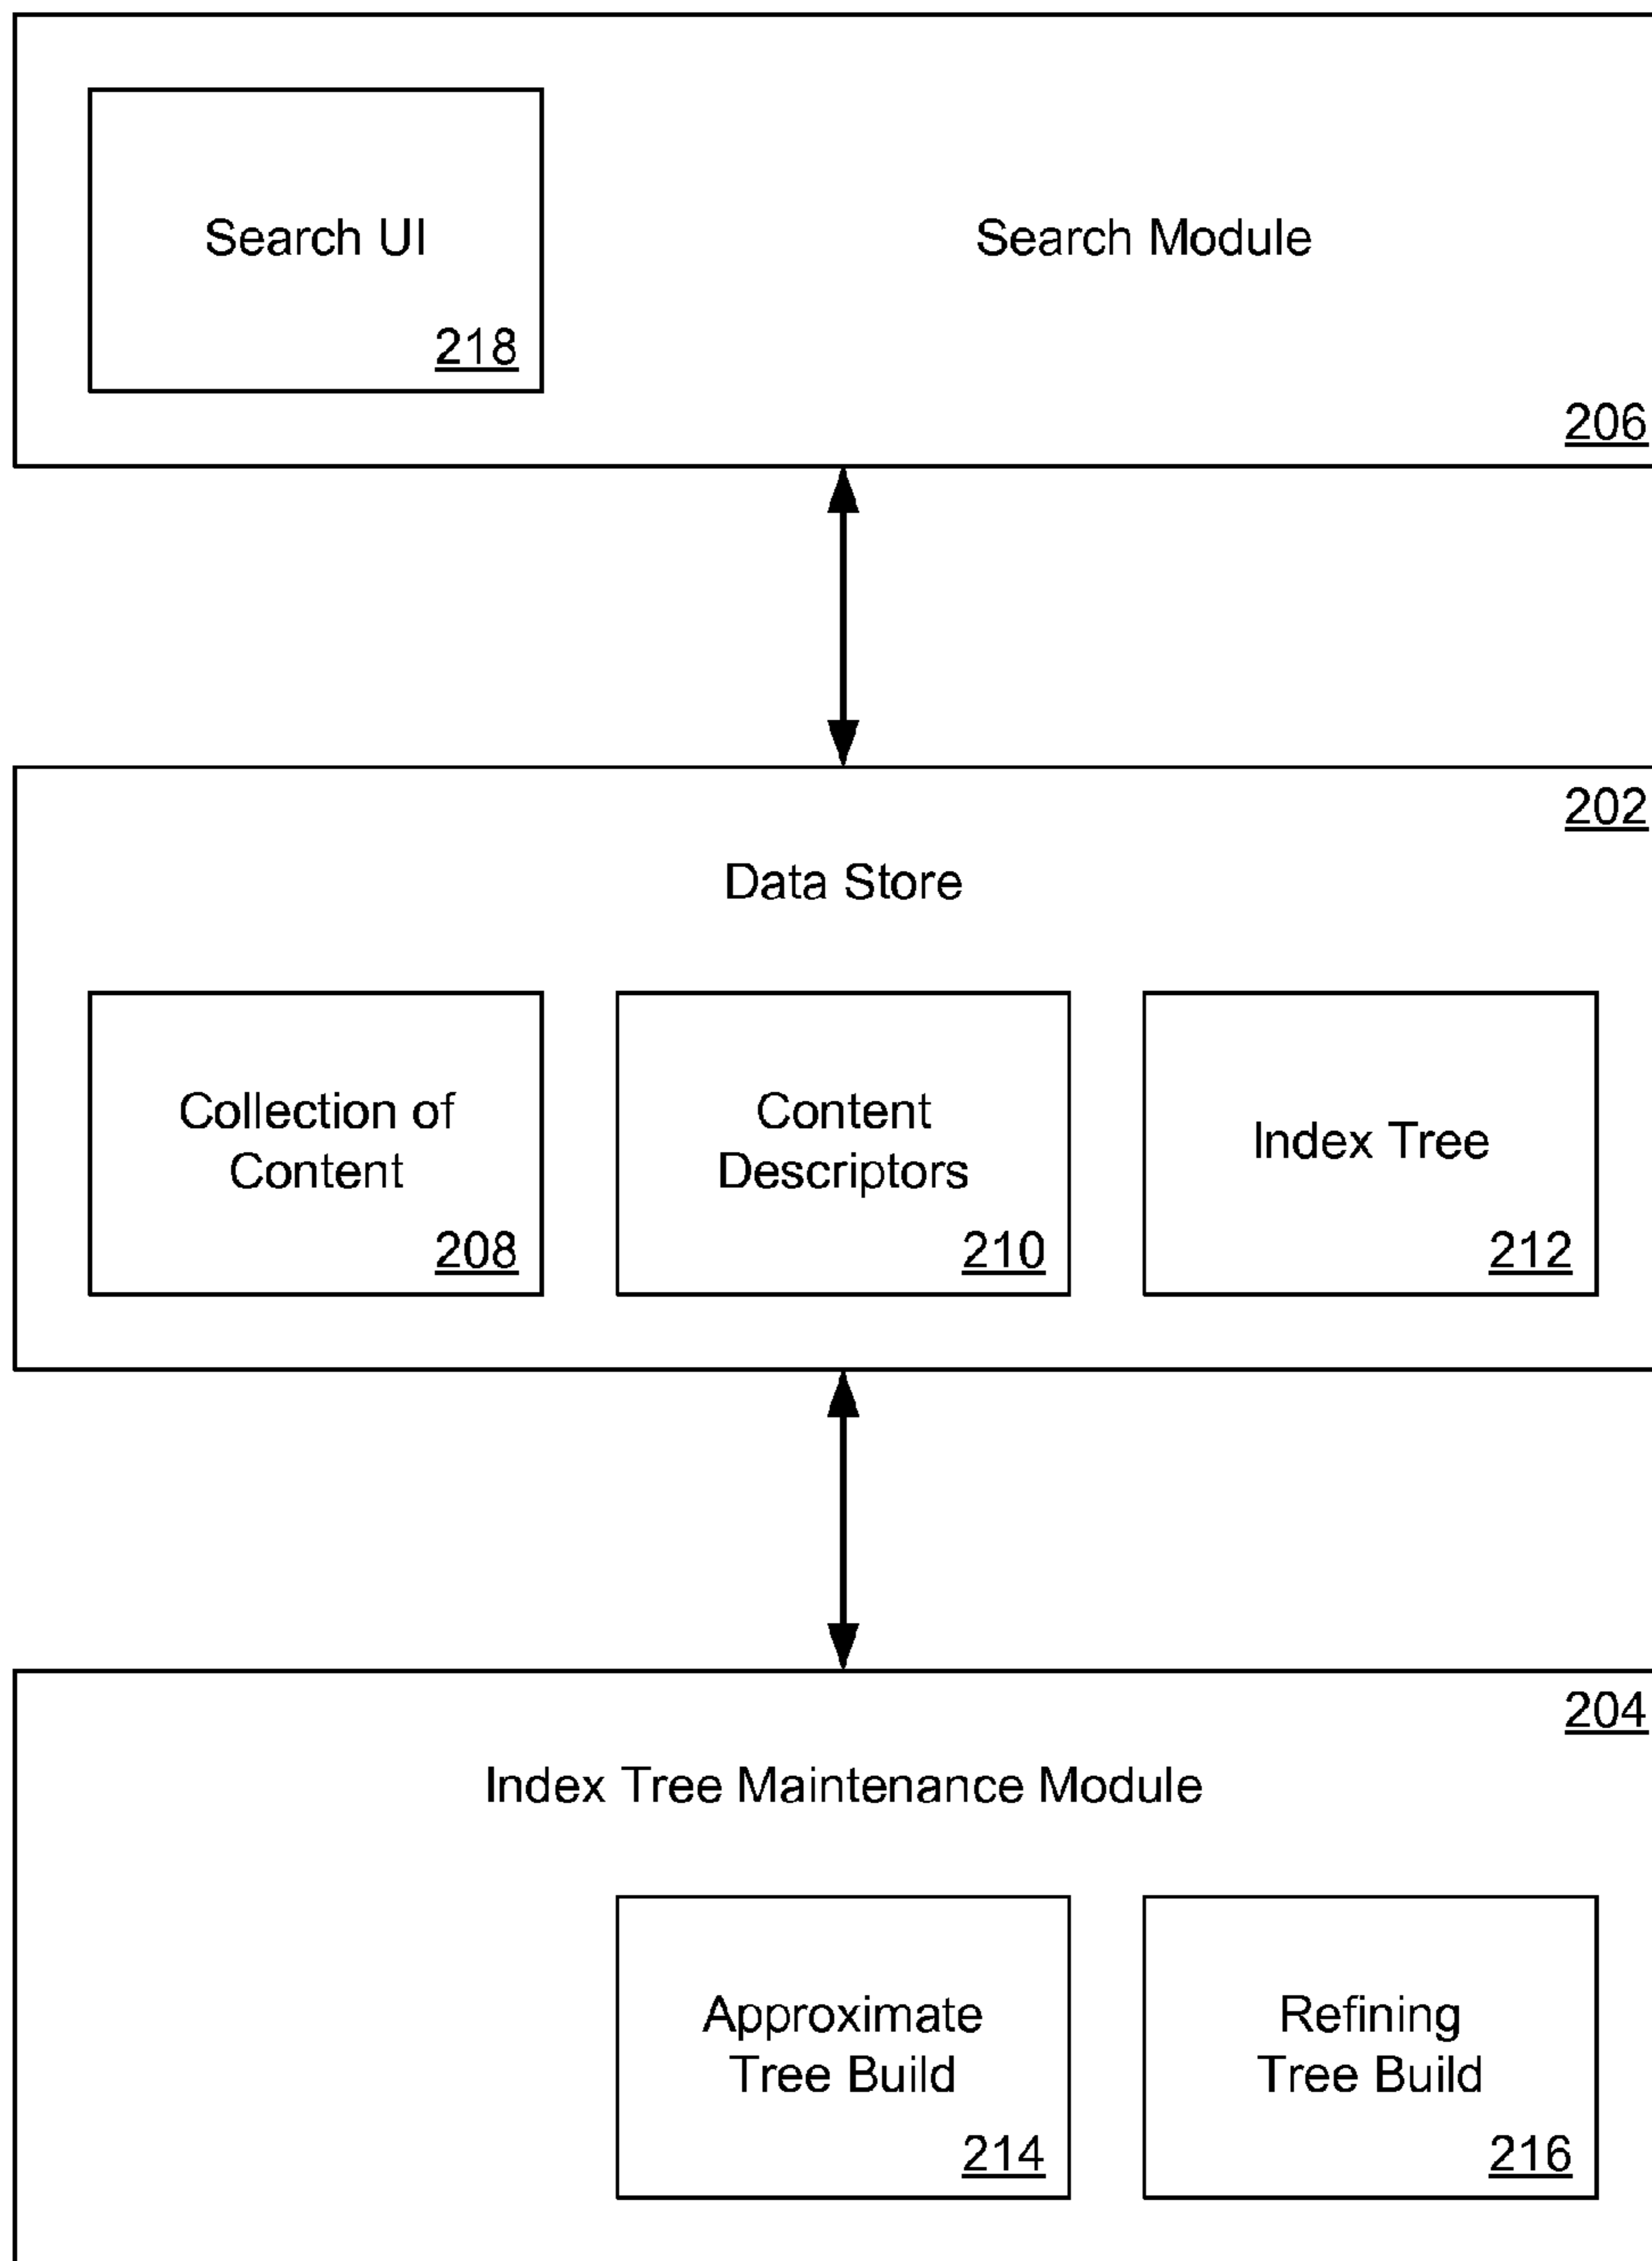 Search UI
218
Search Module
206
202
Data Store
Collection of
Content
208
Content
Descriptors
210
Index Tree
212
204
Index Tree Maintenance Module
Approximate
Tree Build
214
Refining
Tree Build
216